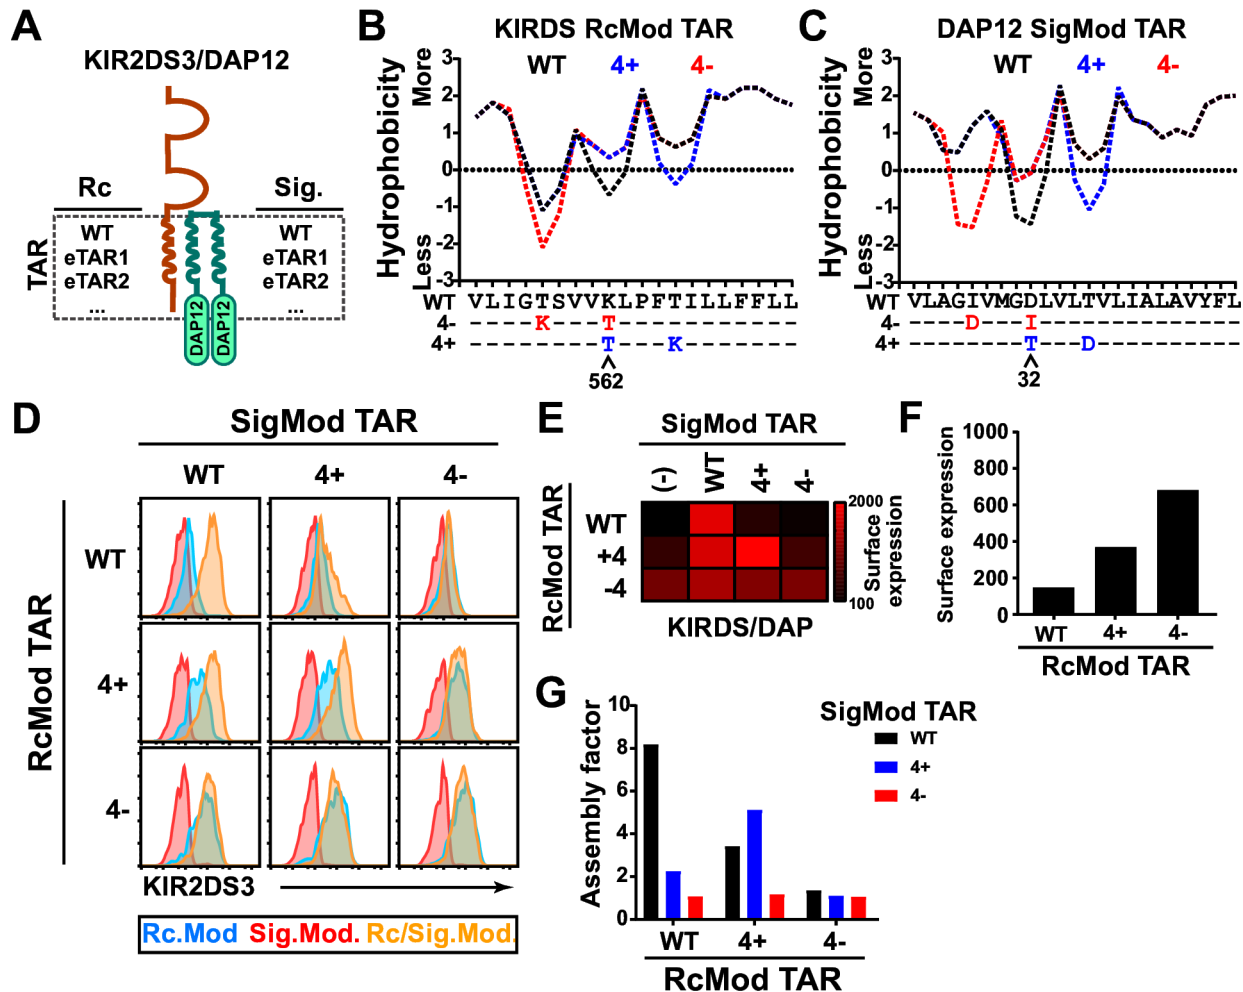 A
KIR2DS3/DAP12
Rc
Sig.
TAR
WT
eTAR1
eTAR2
...
WT
eTAR1
eTAR2
...
DAP12
DAP12
B
KIRDS RcMod TAR
WT 4+ 4-
Hydrophobicity
More
Less
3
2
1
0
-1
-2
-3
WT VLIGTSVVKLPFTILLFFLL
4- ----K---T-----------
4+ --------T---K-------
562
C
DAP12 SigMod TAR
WT 4+ 4-
Hydrophobicity
More
Less
3
2
1
0
-1
-2
-3
WT VLAGIVMGDLVLTVLIALAVYFL
4- ----D---I--------------
4+ --------T---D----------
32
D
SigMod TAR
WT 4+ 4-
RcMod TAR
WT
4+
4-
KIR2DS3
Rc.Mod Sig.Mod. Rc/Sig.Mod.
E
SigMod TAR
(-) WT 4+ 4-
RcMod TAR
WT
+4
-4
2000
100
Surface
expression
KIRDS/DAP
F
Surface expression
1000
800
600
400
200
0
WT 4+ 4-
RcMod TAR
G
Assembly factor
10
8
6
4
2
0
SigMod TAR
WT
4+
4-
WT 4+ 4-
RcMod TAR